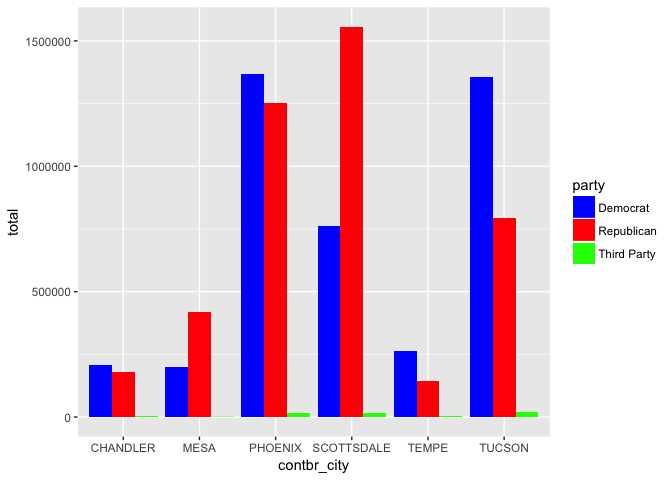 total
1500000
1000000
500000
0
CHANDLER MESA PHOENIX SCOTTSDALE TEMPE TUCSON
contbr_city
party
Democrat
Republican
Third Party